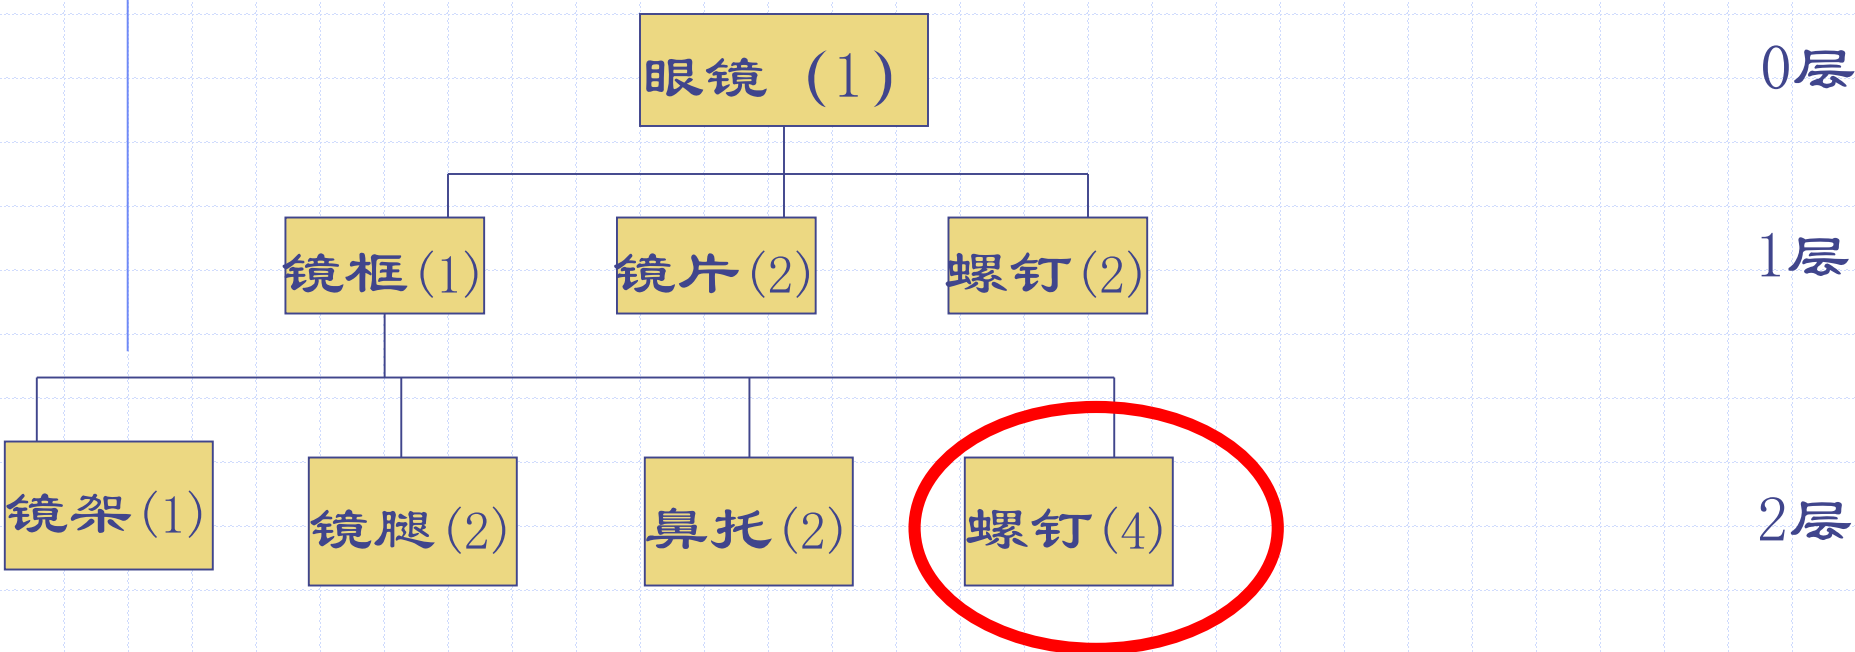 眼镜 (1)
0层
镜框(1)
镜片(2)
螺钉(2)
1层
镜架(1)
镜腿(2)
鼻托(2)
螺钉(4)
2层